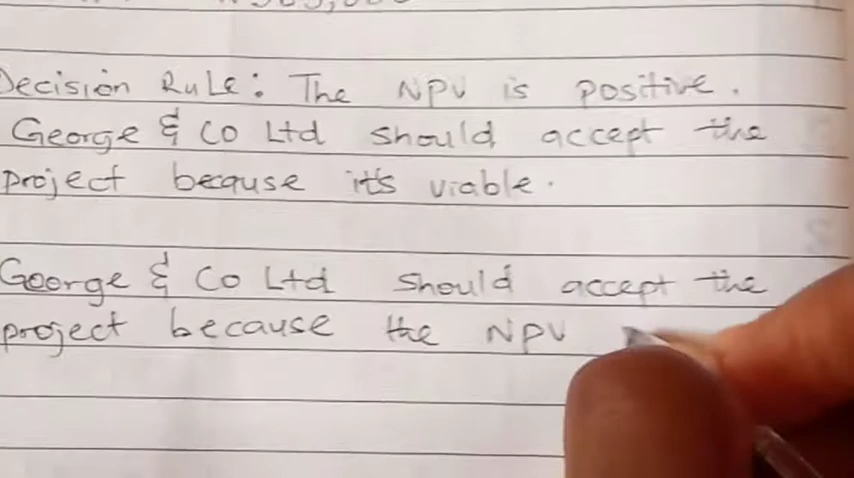 Decision Rule: The NPV is positive.
George & Co Ltd should accept the
project because it's viable.
George & Co Ltd should accept the
project because the NPV